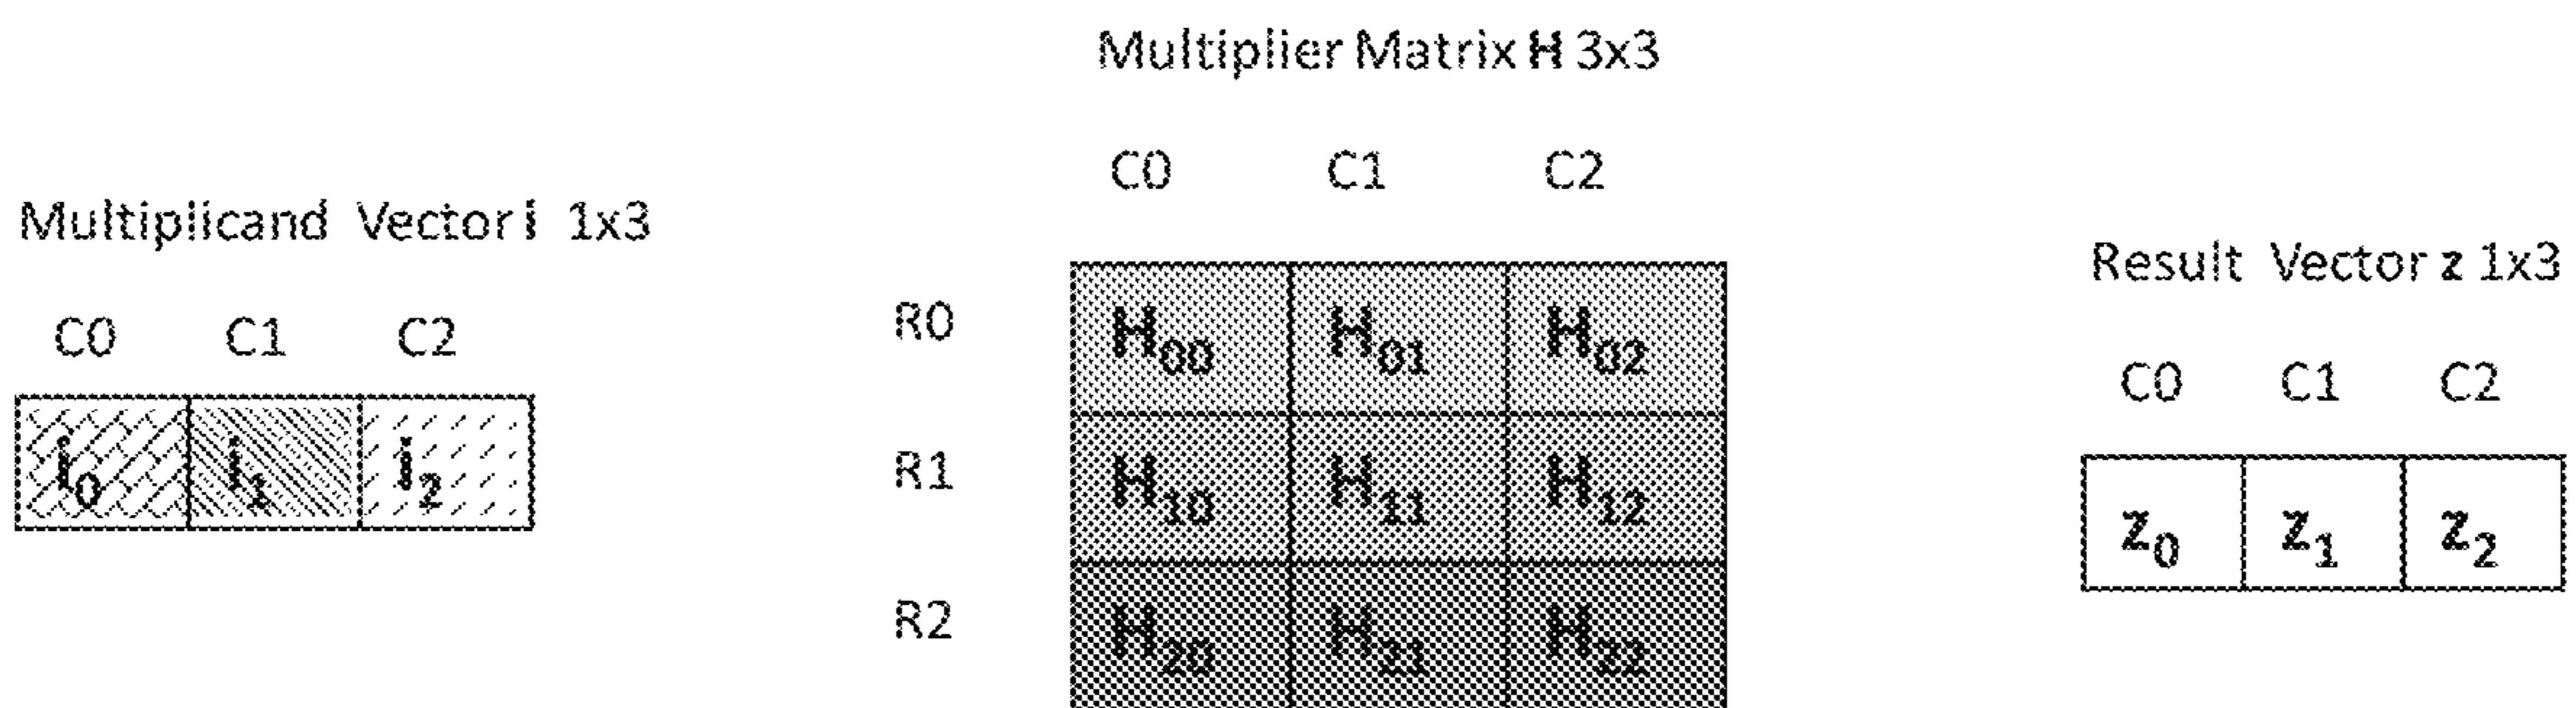 Multiplicand Vector i 1x3
C0 C1 C2
i0 i1 i2
Multiplier Matrix H 3x3
C0 C1 C2
R0 H00 H01 H02
R1 H10 H11 H12
R2 H20 H21 H22
Result Vector z 1x3
C0 C1 C2
z0 z1 z2